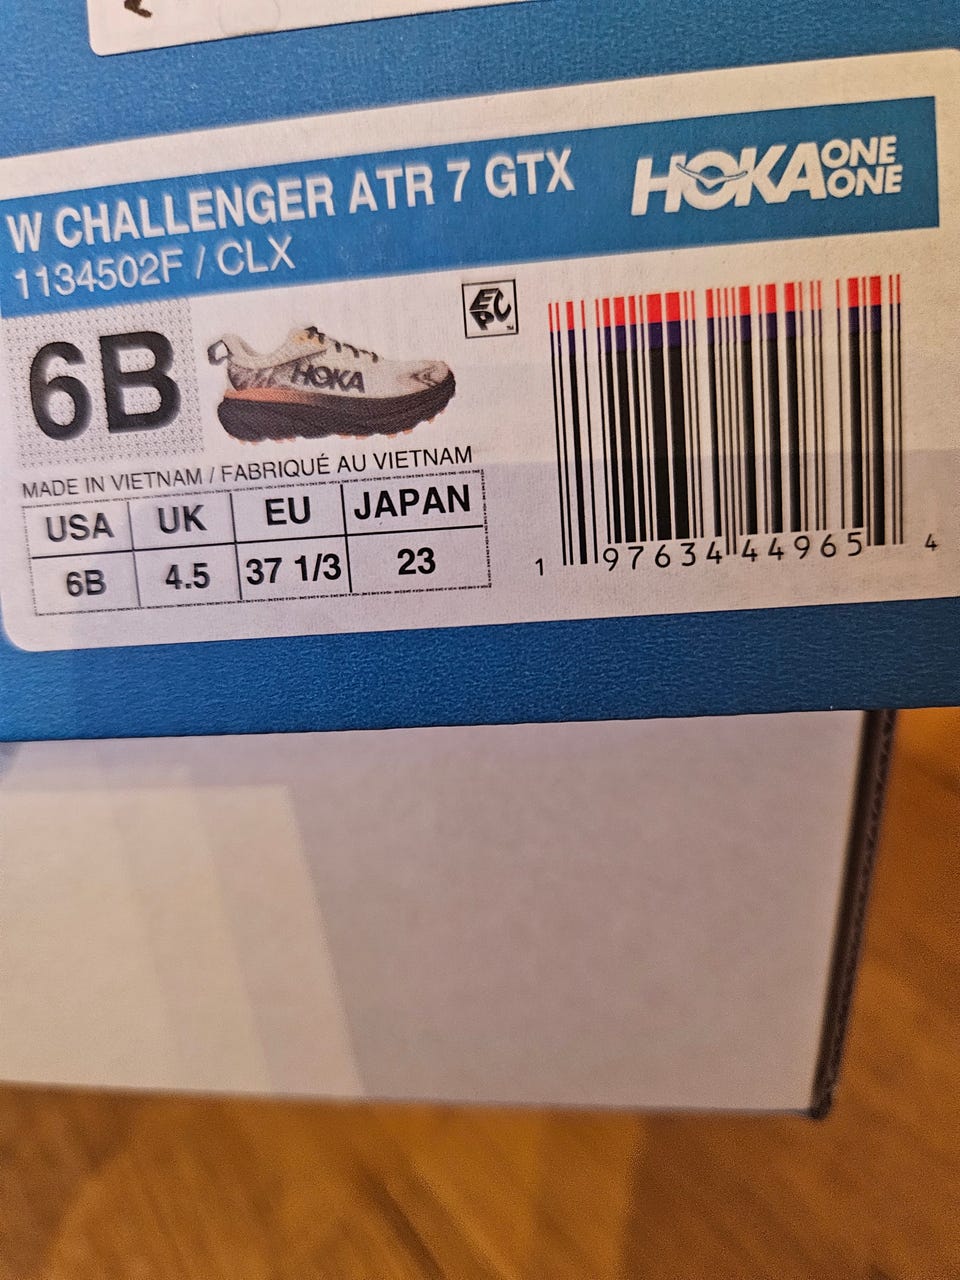 W CHALLENGER ATR 7 GTX
1134502F / CLX
HOKA ONE ONE
6B
HOKA
EPC
MADE IN VIETNAM / FABRIQUÉ AU VIETNAM
USA UK EU JAPAN
6B 4.5 37 1/3 23
1 97634 44965 4